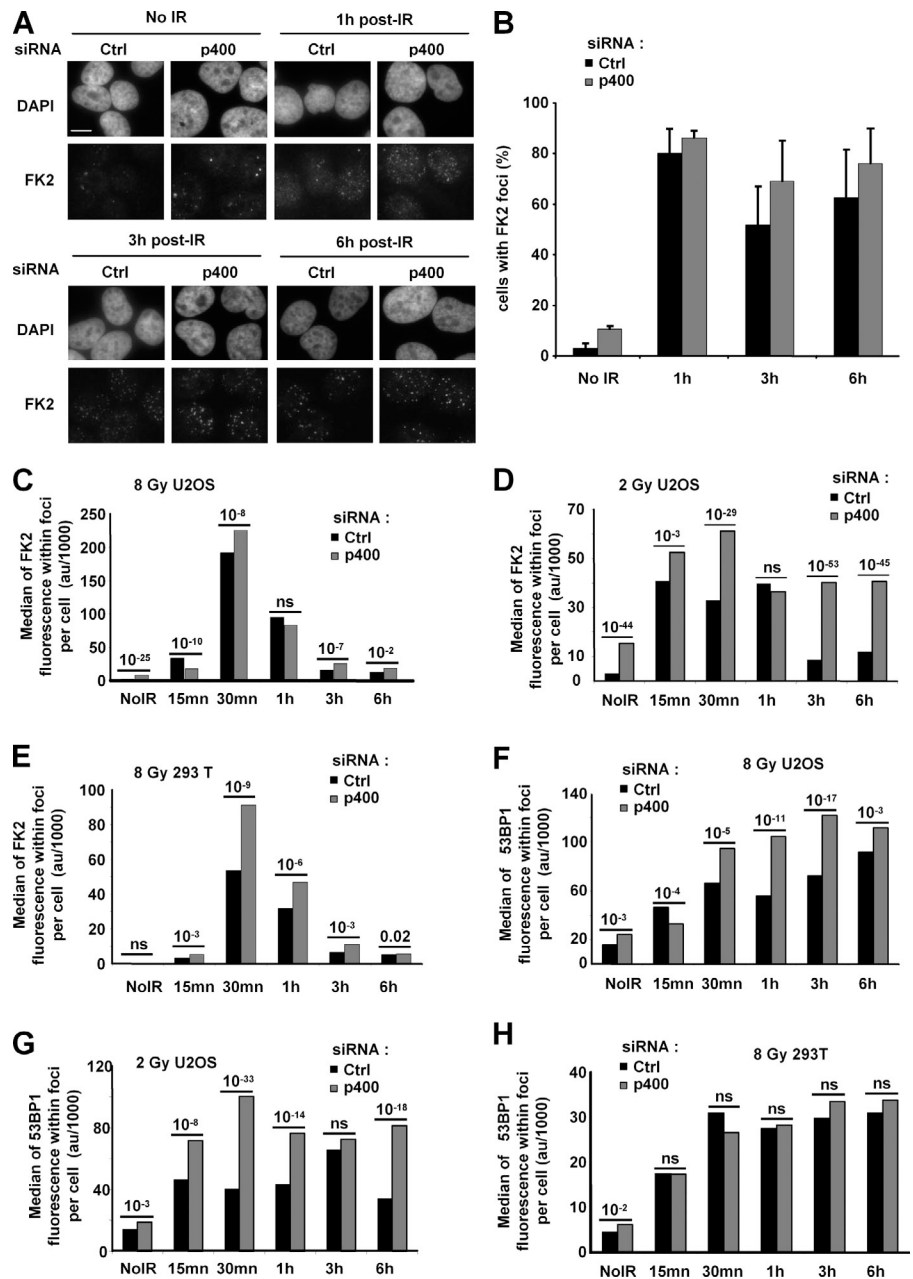 A
No IR
1h post-IR
siRNA Ctrl p400 Ctrl p400
DAPI
FK2
3h post-IR
6h post-IR
siRNA Ctrl p400 Ctrl p400
DAPI
FK2
B
siRNA :
Ctrl
p400
cells with FK2 foci (%)
100
80
60
40
20
0
No IR 1h 3h 6h
C
8 Gy U2OS
siRNA :
Ctrl
p400
Median of FK2
fluorescence within foci
per cell (au/1000)
250
200
150
100
50
0
10-25 10-10 10-8 ns 10-7 10-2
NoIR 15mn 30mn 1h 3h 6h
D
2 Gy U2OS
siRNA :
Ctrl
p400
Median of FK2
fluorescence within foci
per cell (au/1000)
100
70
40
10
0
10-44 10-3 10-29 ns 10-53 10-45
NoIR 15mn 30mn 1h 3h 6h
E
8 Gy 293 T
siRNA :
Ctrl
p400
Median of FK2
fluorescence within foci
per cell (au/1000)
100
80
60
40
20
0
ns 10-3 10-9 10-6 10-3 0.02
NoIR 15mn 30mn 1h 3h 6h
F
siRNA :
Ctrl
p400
8 Gy U2OS
Median of 53BP1
fluorescence within foci
per cell (au/1000)
140
100
60
20
0
10-3 10-4 10-5 10-11 10-17 10-3
NoIR 15mn 30mn 1h 3h 6h
G
2 Gy U2OS
siRNA :
Ctrl
p400
Median of 53BP1
fluorescence within foci
per cell (au/1000)
120
80
40
0
10-3 10-8 10-33 10-14 ns 10-18
NoIR 15mn 30mn 1h 3h 6h
H
siRNA :
Ctrl
p400
8 Gy 293T
Median of 53BP1
fluorescence within foci
per cell (au/1000)
40
30
20
10
0
10-2 ns ns ns ns ns
NoIR 15mn 30mn 1h 3h 6h